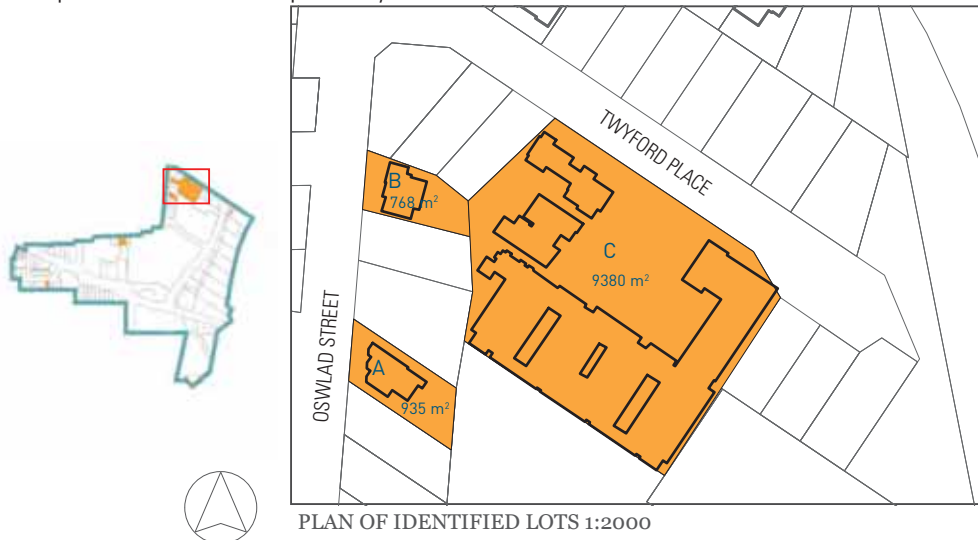 TWYFORD PLACE
B
768 m²
C
9380 m²
OSWLAD STREET
A
935 m²
PLAN OF IDENTIFIED LOTS 1:2000